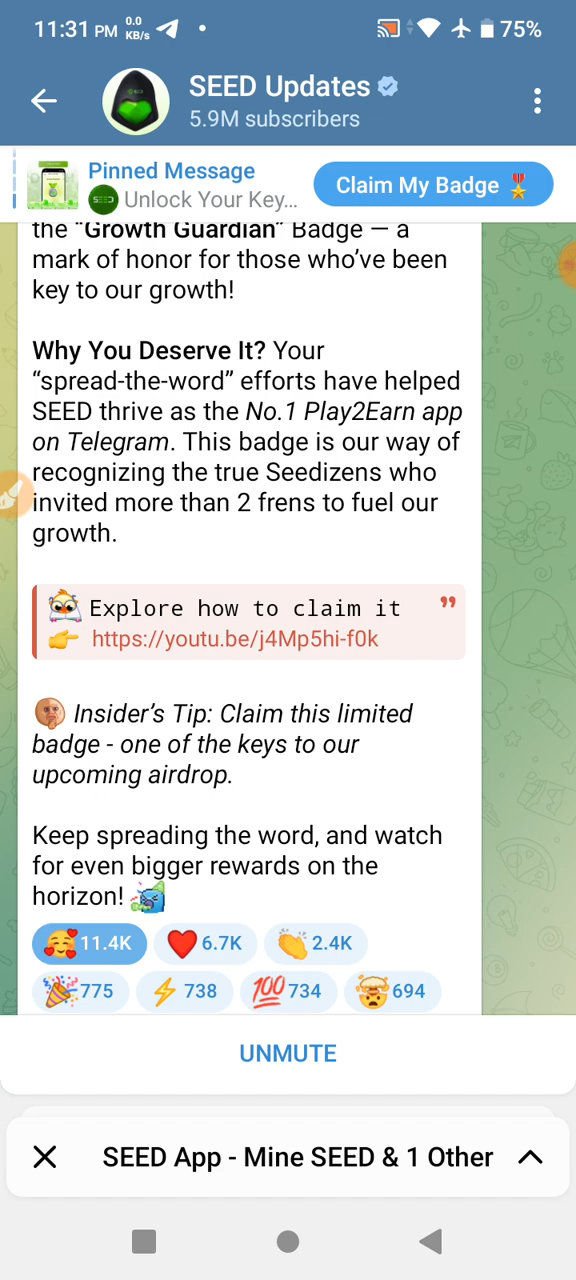 11:31 PM 0.0 KB/s 75%
SEED Updates
5.9M subscribers
Pinned Message
SEED Unlock Your Key...
Claim My Badge
the “Growth Guardian” Badge — a
mark of honor for those who’ve been
key to our growth!
Why You Deserve It? Your
“spread-the-word” efforts have helped
SEED thrive as the No.1 Play2Earn app
on Telegram. This badge is our way of
recognizing the true Seedizens who
invited more than 2 frens to fuel our
growth.
Explore how to claim it
https://youtu.be/j4Mp5hi-f0k
Insider’s Tip: Claim this limited
badge - one of the keys to our
upcoming airdrop.
Keep spreading the word, and watch
for even bigger rewards on the
horizon!
11.4K 6.7K 2.4K
775 738 100 734 694
UNMUTE
SEED App - Mine SEED & 1 Other